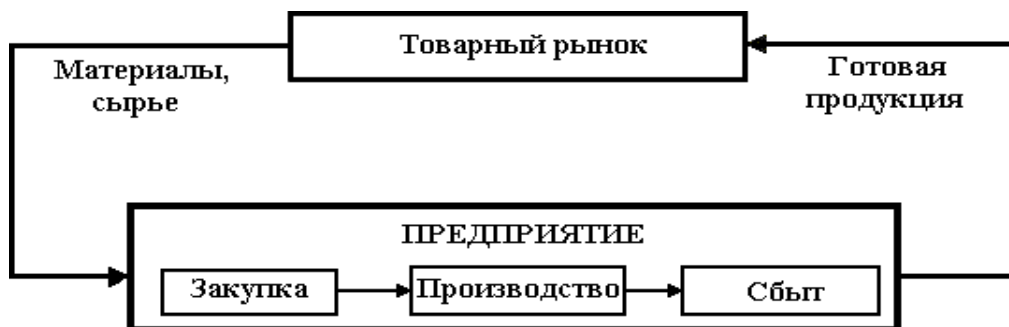 Товарный рынок
Материалы,
сырье
Готовая
продукция
ПРЕДПРИЯТИЕ
Закупка
Производство
Сбыт